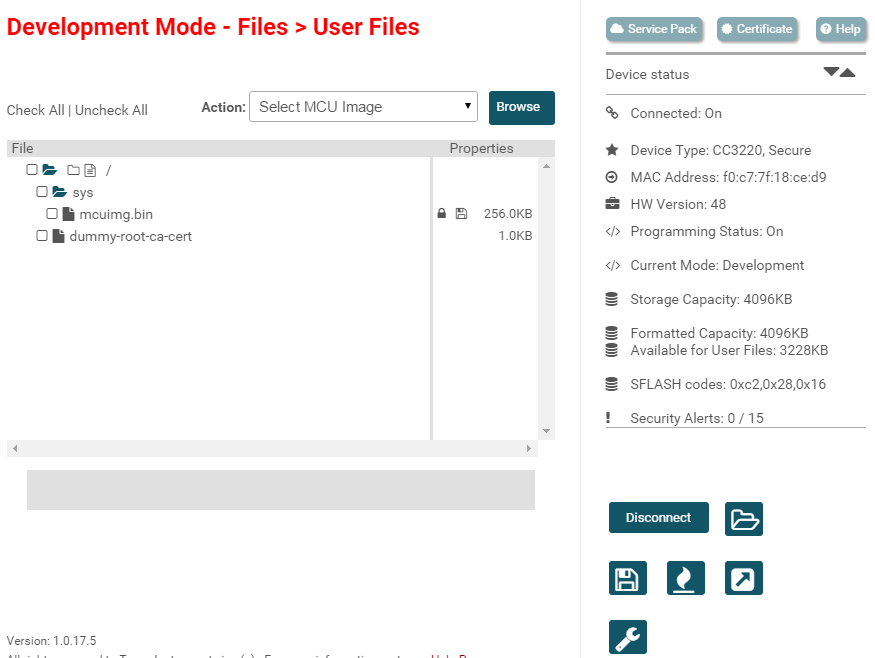 Development Mode - Files > User Files
Check All | Uncheck All
Action: Select MCU Image Browse
File Properties
/
sys
mcuimg.bin 256.0KB
dummy-root-ca-cert 1.0KB
Version: 1.0.17.5
Service Pack Certificate Help
Device status
Connected: On
Device Type: CC3220, Secure
MAC Address: f0:c7:7f:18:ce:d9
HW Version: 48
Programming Status: On
Current Mode: Development
Storage Capacity: 4096KB
Formatted Capacity: 4096KB
Available for User Files: 3228KB
SFLASH codes: 0xc2,0x28,0x16
Security Alerts: 0 / 15
Disconnect